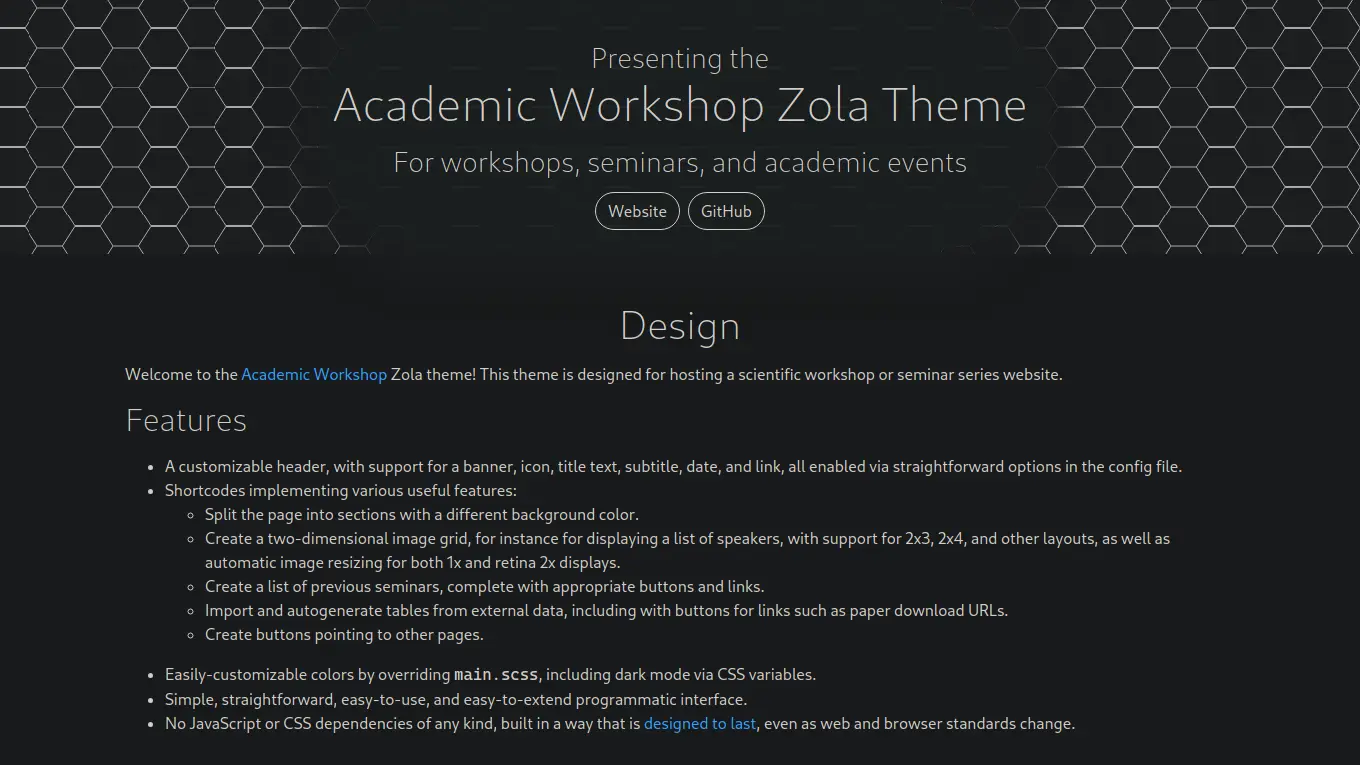 Presenting the
Academic Workshop Zola Theme
For workshops, seminars, and academic events
Website GitHub
Design
Welcome to the Academic Workshop Zola theme! This theme is designed for hosting a scientific workshop or seminar series website.
Features
• A customizable header, with support for a banner, icon, title text, subtitle, date, and link, all enabled via straightforward options in the config file.
• Shortcodes implementing various useful features:
◦ Split the page into sections with a different background color.
◦ Create a two-dimensional image grid, for instance for displaying a list of speakers, with support for 2x3, 2x4, and other layouts, as well as
automatic image resizing for both 1x and retina 2x displays.
◦ Create a list of previous seminars, complete with appropriate buttons and links.
◦ Import and autogenerate tables from external data, including with buttons for links such as paper download URLs.
◦ Create buttons pointing to other pages.
• Easily-customizable colors by overriding main.scss, including dark mode via CSS variables.
• Simple, straightforward, easy-to-use, and easy-to-extend programmatic interface.
• No JavaScript or CSS dependencies of any kind, built in a way that is designed to last, even as web and browser standards change.